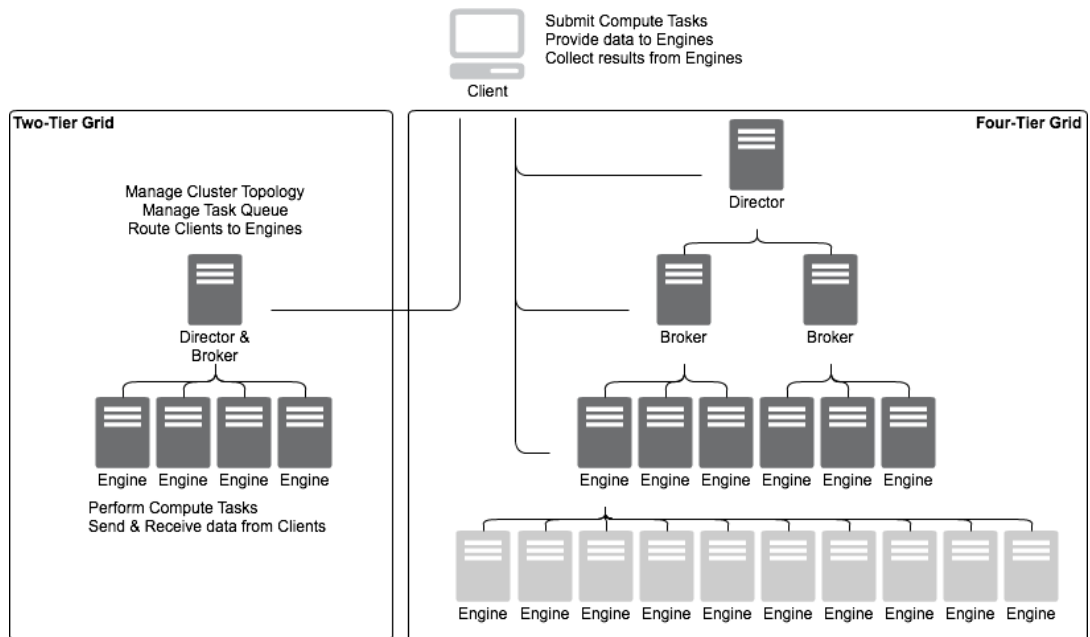 Submit Compute Tasks
Provide data to Engines
Collect results from Engines
Client
Two-Tier Grid
Manage Cluster Topology
Manage Task Queue
Route Clients to Engines
Director &
Broker
Engine Engine Engine Engine
Perform Compute Tasks
Send & Receive data from Clients
Four-Tier Grid
Director
Broker Broker
Engine Engine Engine Engine Engine Engine
Engine Engine Engine Engine Engine Engine Engine Engine Engine Engine